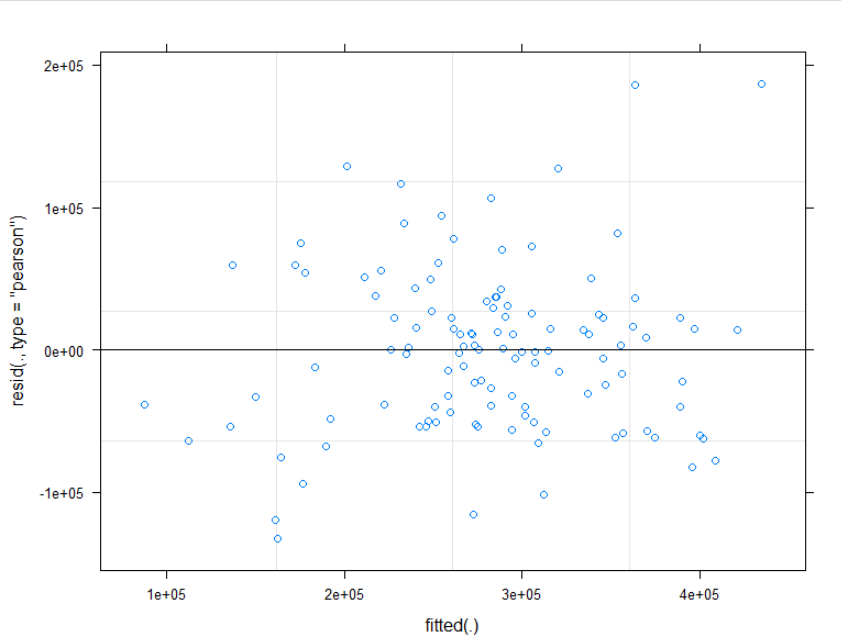 2e+05
1e+05
0e+00
-1e+05
resid(., type = "pearson")
1e+05 2e+05 3e+05 4e+05
fitted(.)